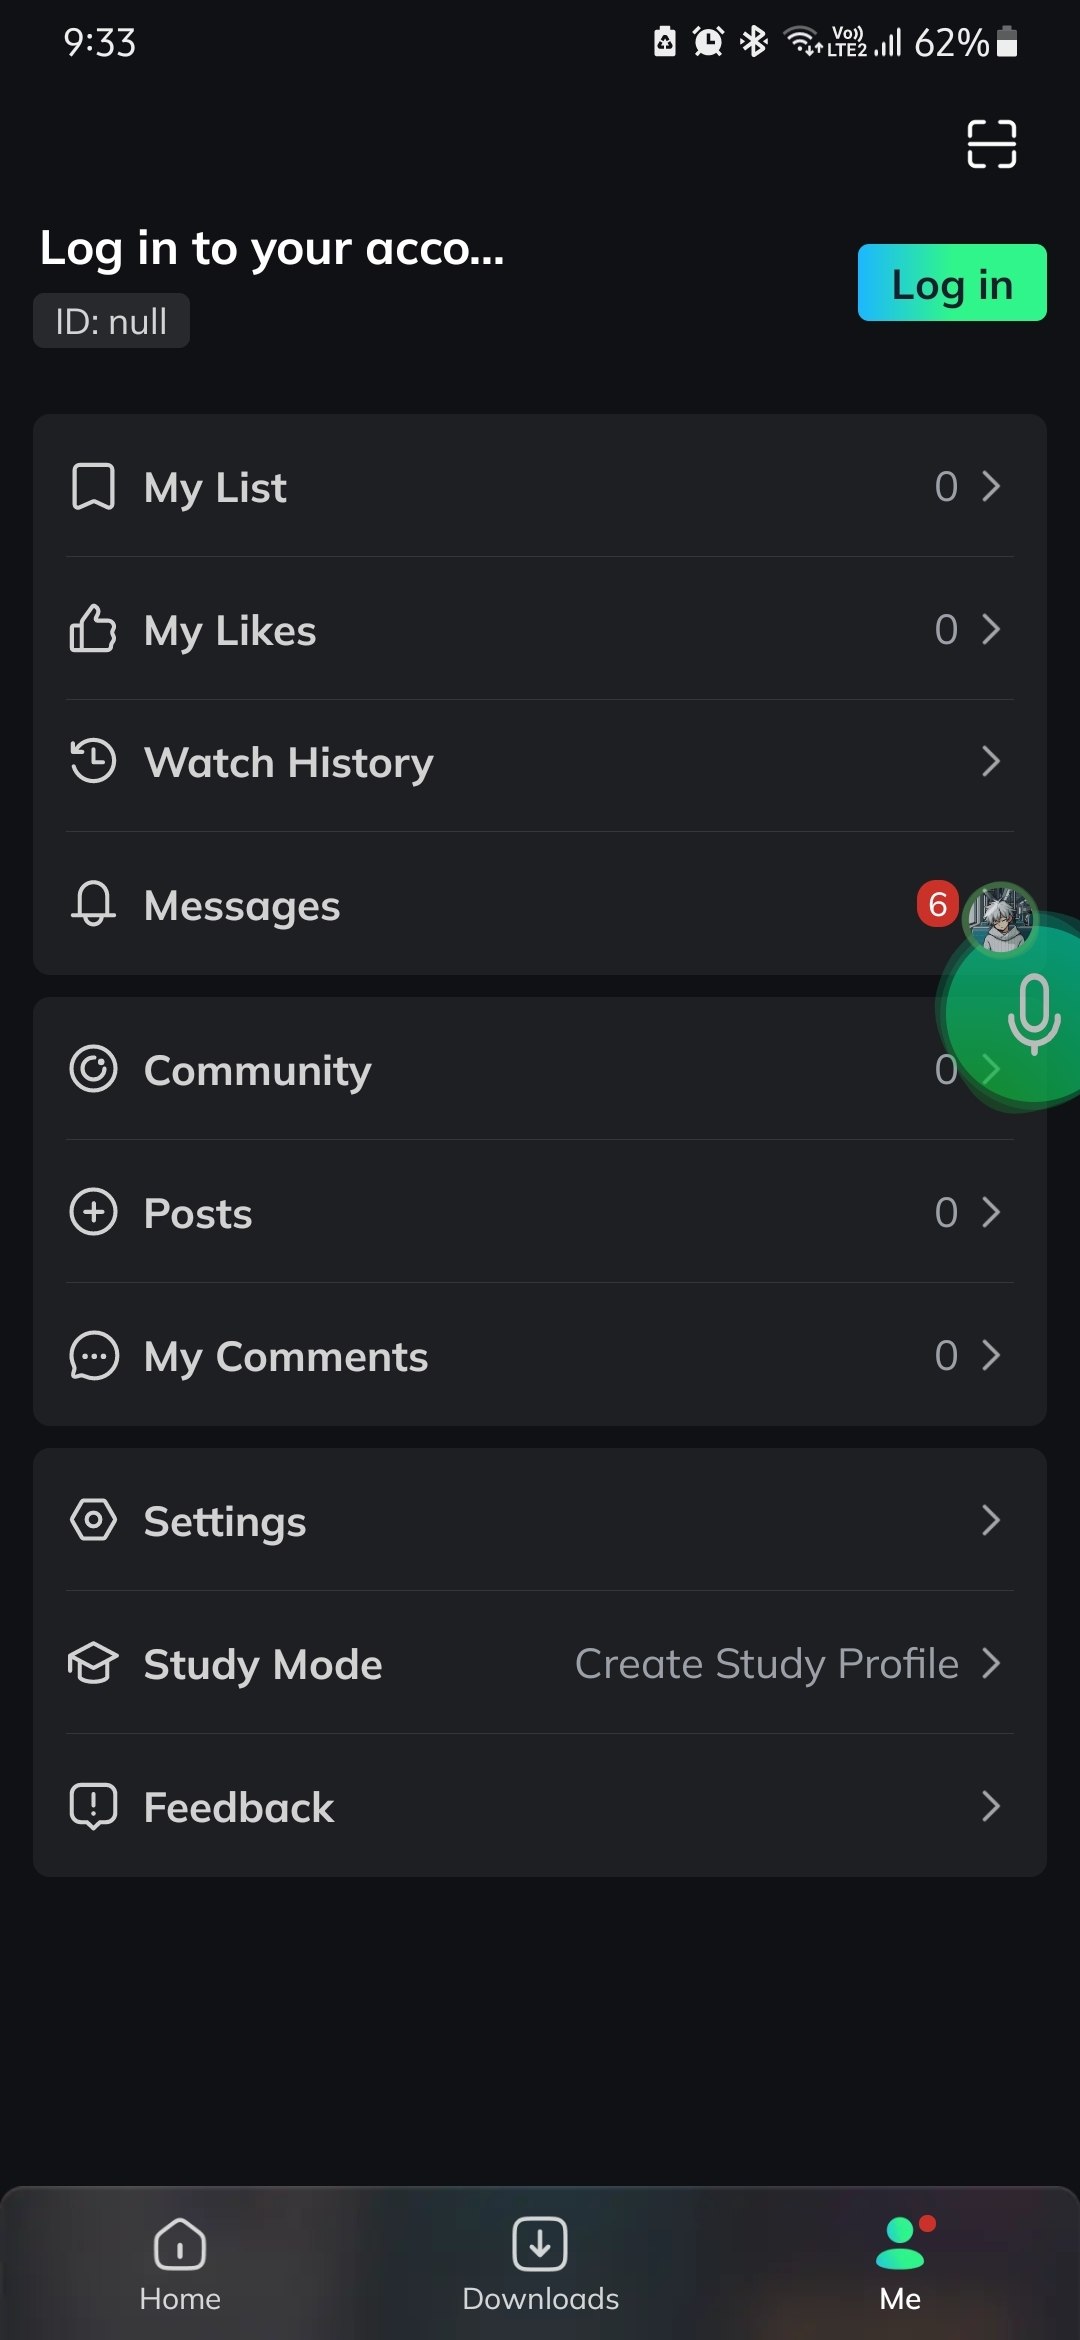 9:33
Vo)) LTE2 62%
Log in to your acco...
Log in
ID: null
My List 0
My Likes 0
Watch History
Messages 6
Community 0
Posts 0
My Comments 0
Settings
Study Mode Create Study Profile
Feedback
Home Downloads Me